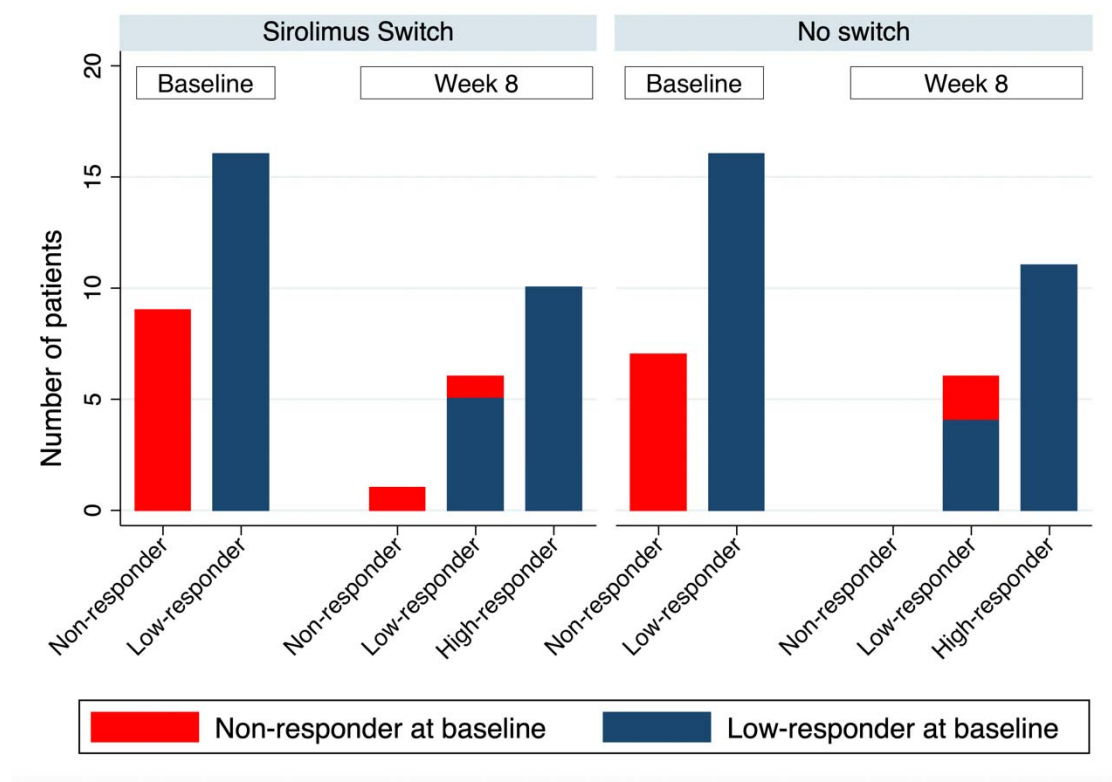 Sirolimus Switch
No switch
Baseline
Week 8
Baseline
Week 8
Number of patients
20
15
10
5
0
Non-responder
Low-responder
Non-responder
Low-responder
High-responder
Non-responder
Low-responder
Non-responder
Low-responder
High-responder
Non-responder at baseline
Low-responder at baseline